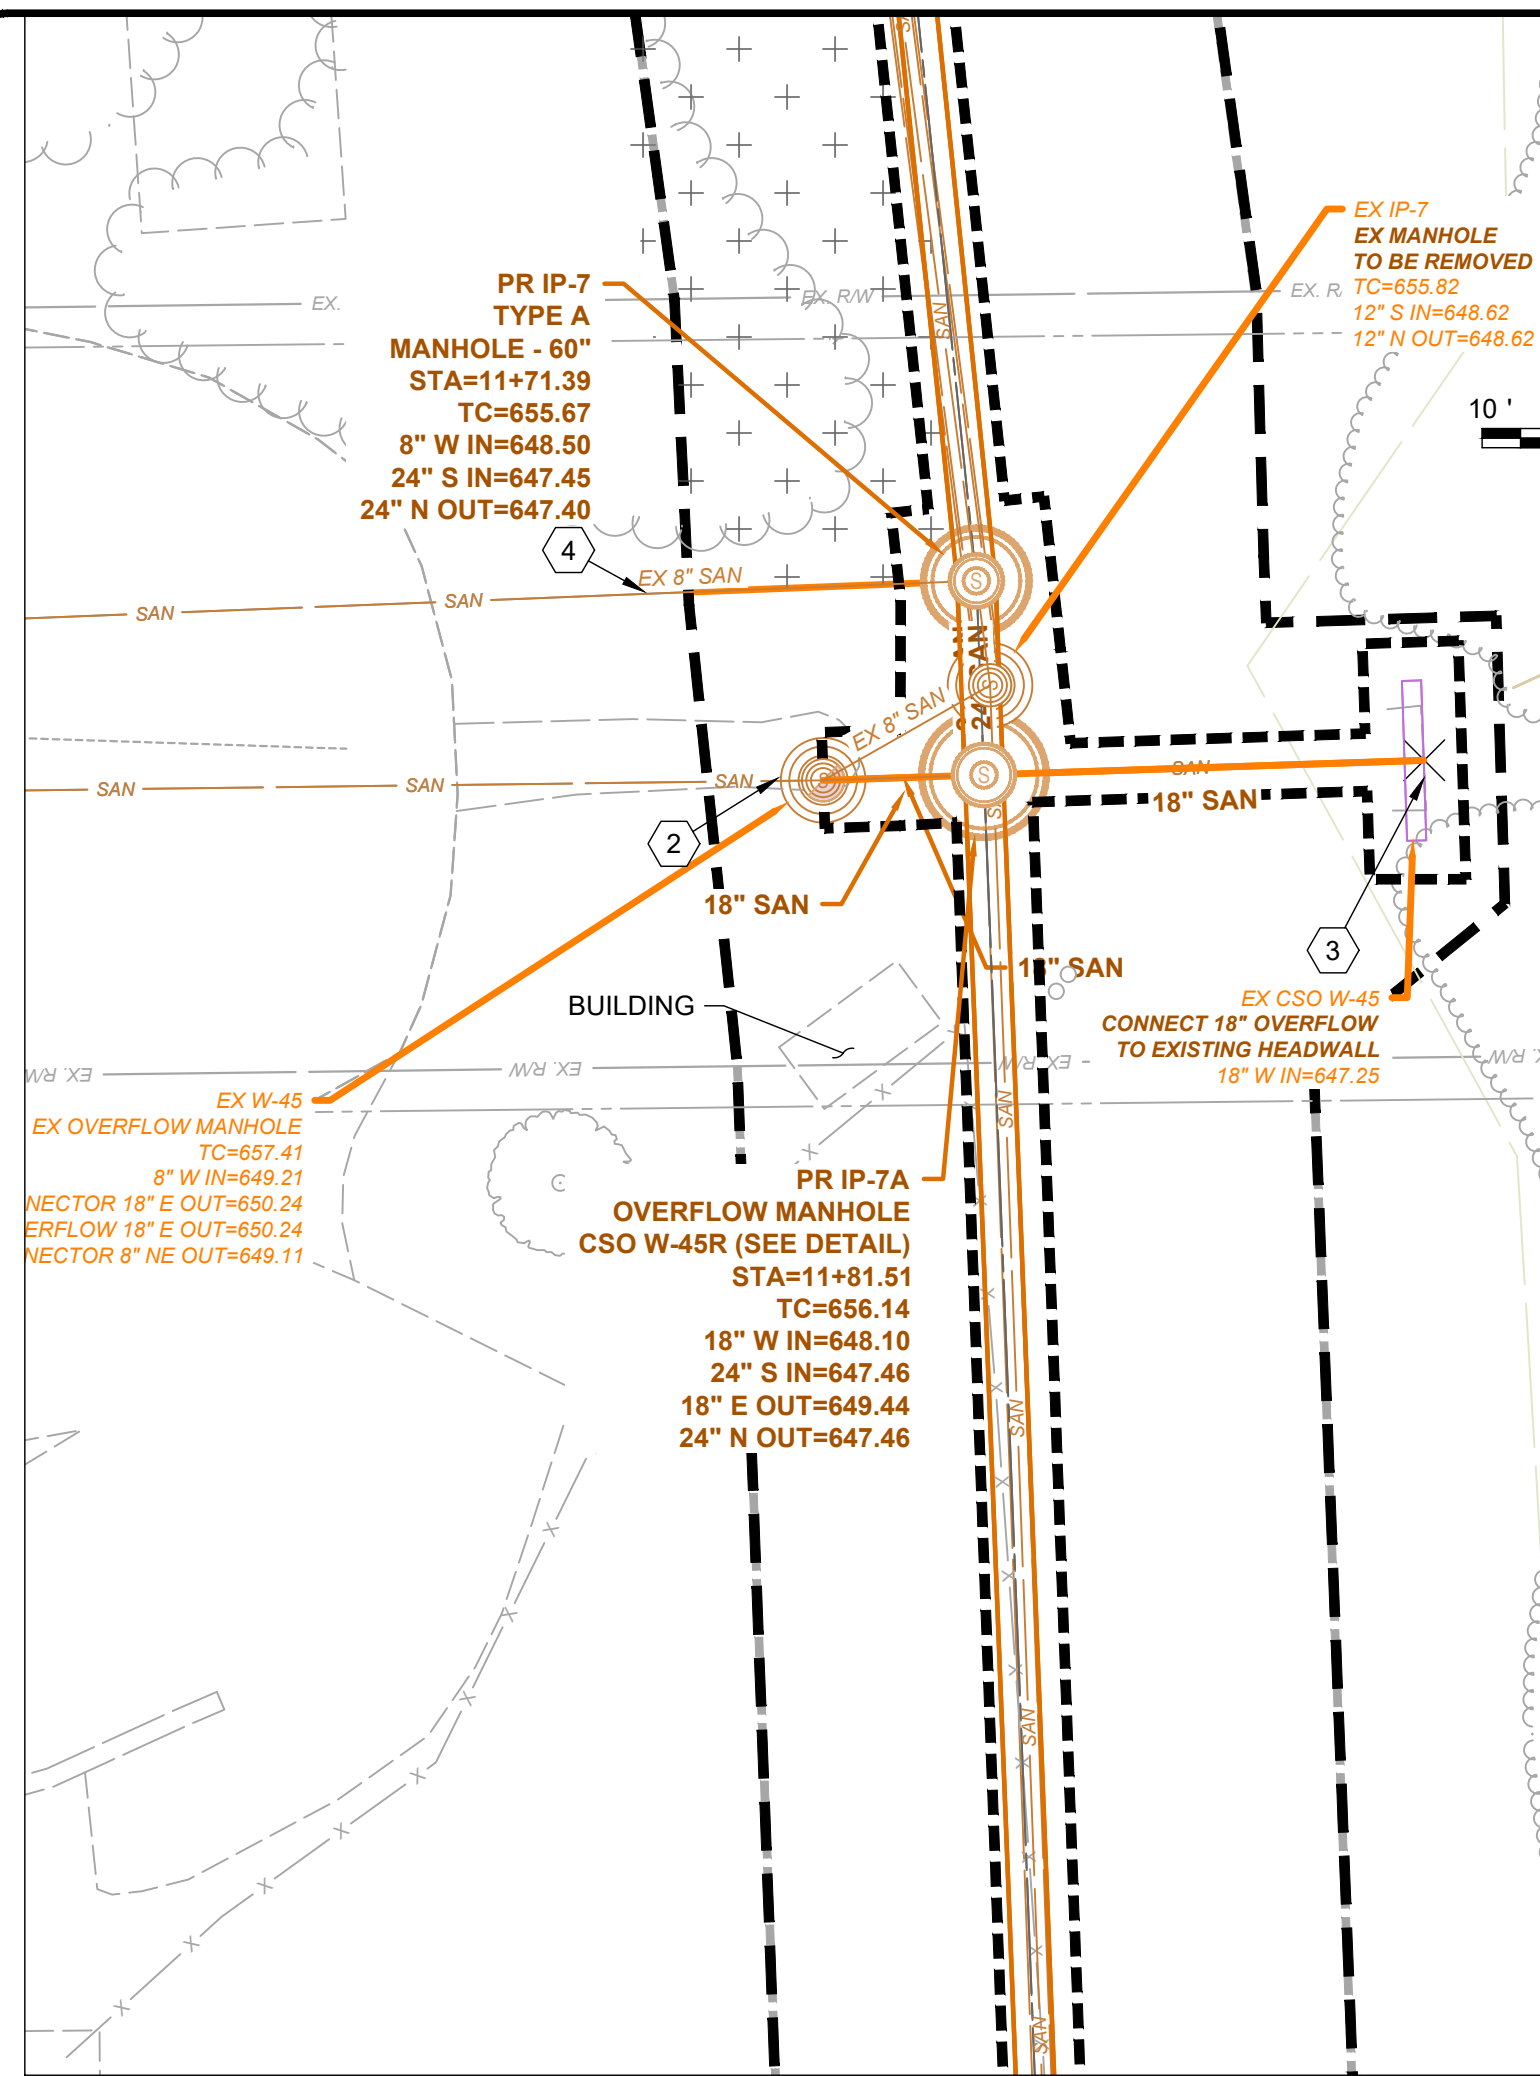 EX IP-7
EX MANHOLE
TO BE REMOVED
TC=655.82
12" S IN=648.62
12" N OUT=648.62
PR IP-7
TYPE A
MANHOLE - 60"
STA=11+71.39
TC=655.67
8" W IN=648.50
24" S IN=647.45
24" N OUT=647.40
EX.
EX. R/W
EX. R/
10 '
SAN
SAN
4
EX 8" SAN
SAN
SAN
S
SAN
S
24
EX 8" SAN
SAN
SAN
SAN
S
S
SAN
18" SAN
2
18" SAN
18" SAN
3
BUILDING
EX CSO W-45
CONNECT 18" OVERFLOW
TO EXISTING HEADWALL
18" W IN=647.25
EX. R/W
EX. R/W
EX. R/W
EX. R/W
EX W-45
EX OVERFLOW MANHOLE
TC=657.41
8" W IN=649.21
NECTOR 18" E OUT=650.24
ERFLOW 18" E OUT=650.24
NECTOR 8" NE OUT=649.11
SAN
PR IP-7A
OVERFLOW MANHOLE
CSO W-45R (SEE DETAIL)
STA=11+81.51
TC=656.14
18" W IN=648.10
24" S IN=647.46
18" E OUT=649.44
24" N OUT=647.46
SAN
SAN
SAN